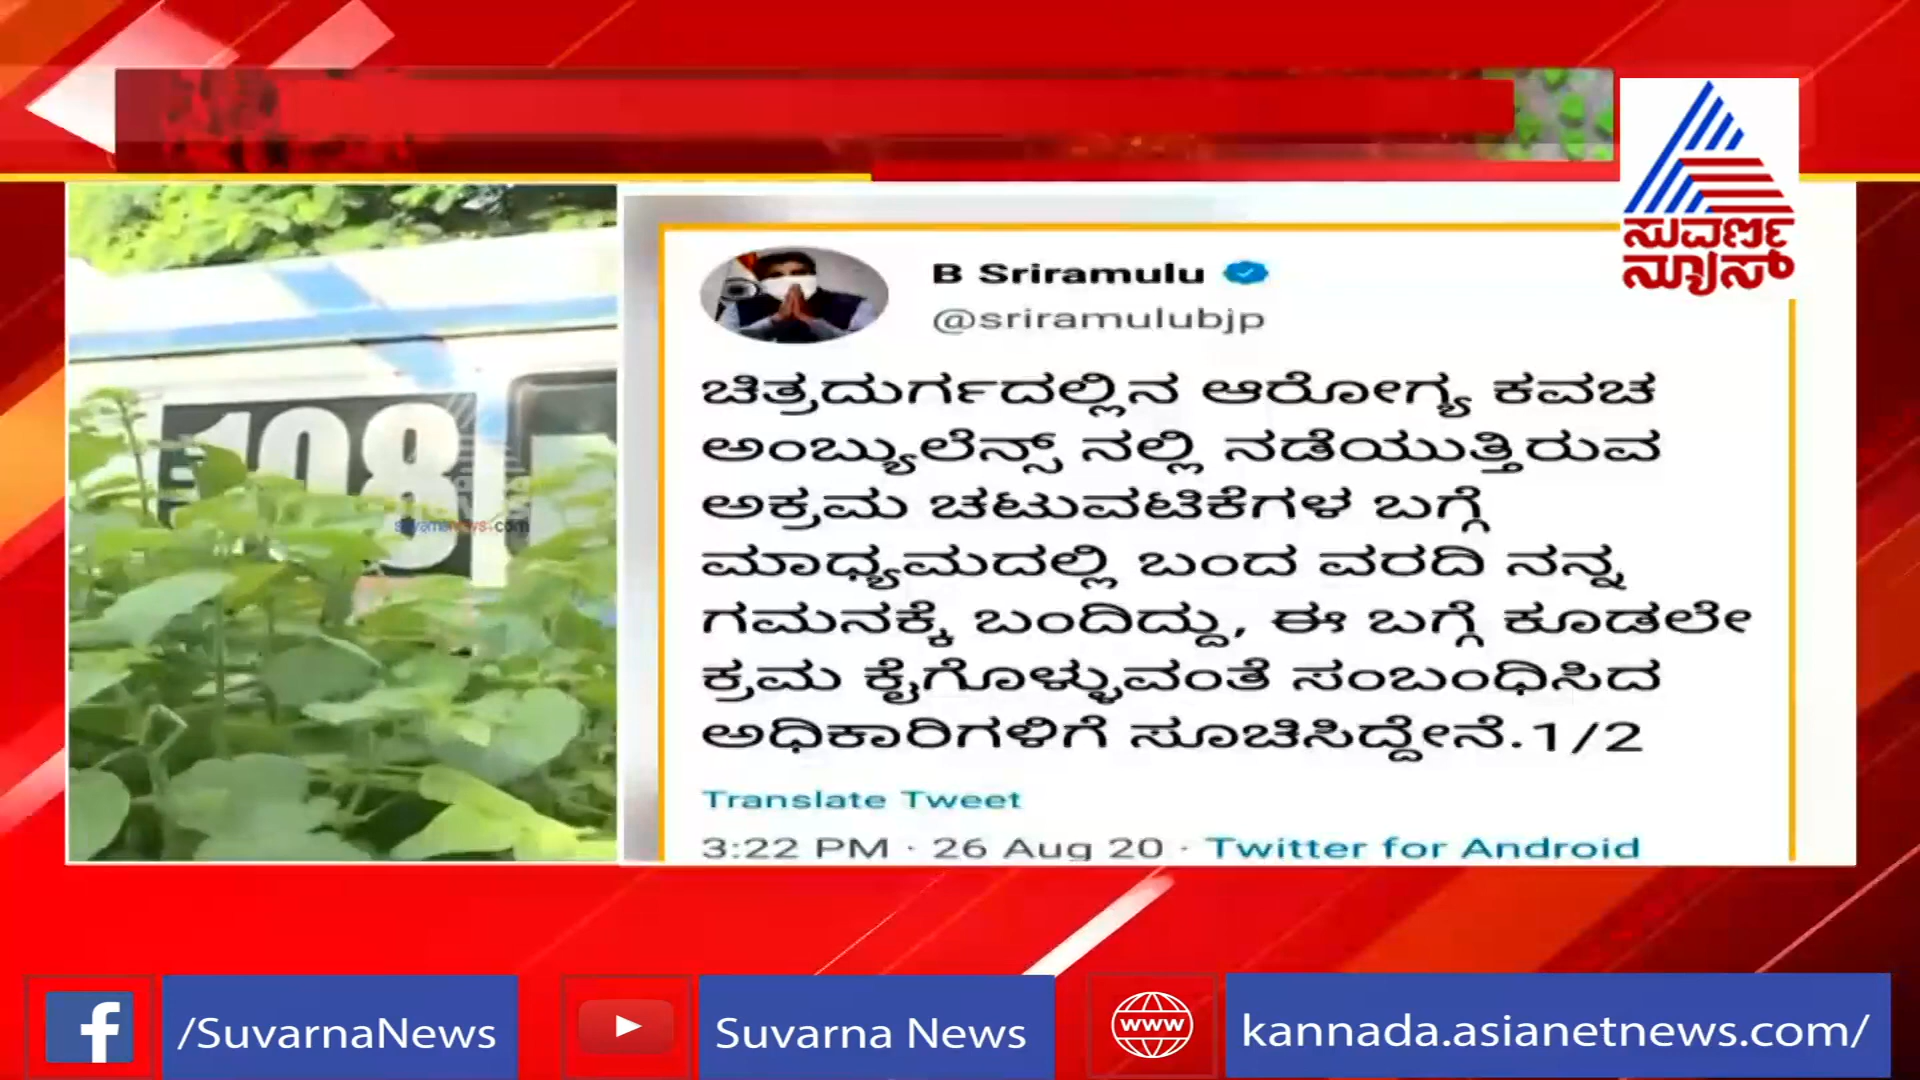 ಸುವರ್ಣ
ನ್ಯೂಸ್
108
suvarnanews.com
B Sriramulu
@sriramulubjp
ಚಿತ್ರದುರ್ಗದಲ್ಲಿನ ಆರೋಗ್ಯ ಕವಚ
ಅಂಬ್ಯುಲೆನ್ಸ್ ನಲ್ಲಿ ನಡೆಯುತ್ತಿರುವ
ಅಕ್ರಮ ಚಟುವಟಿಕೆಗಳ ಬಗ್ಗೆ
ಮಾಧ್ಯಮದಲ್ಲಿ ಬಂದ ವರದಿ ನನ್ನ
ಗಮನಕ್ಕೆ ಬಂದಿದ್ದು, ಈ ಬಗ್ಗೆ ಕೂಡಲೇ
ಕ್ರಮ ಕೈಗೊಳ್ಳುವಂತೆ ಸಂಬಂಧಿಸಿದ
ಅಧಿಕಾರಿಗಳಿಗೆ ಸೂಚಿಸಿದ್ದೇನೆ.1/2
Translate Tweet
3:22 PM · 26 Aug 20 · Twitter for Android
/SuvarnaNews
Suvarna News
www
kannada.asianetnews.com/